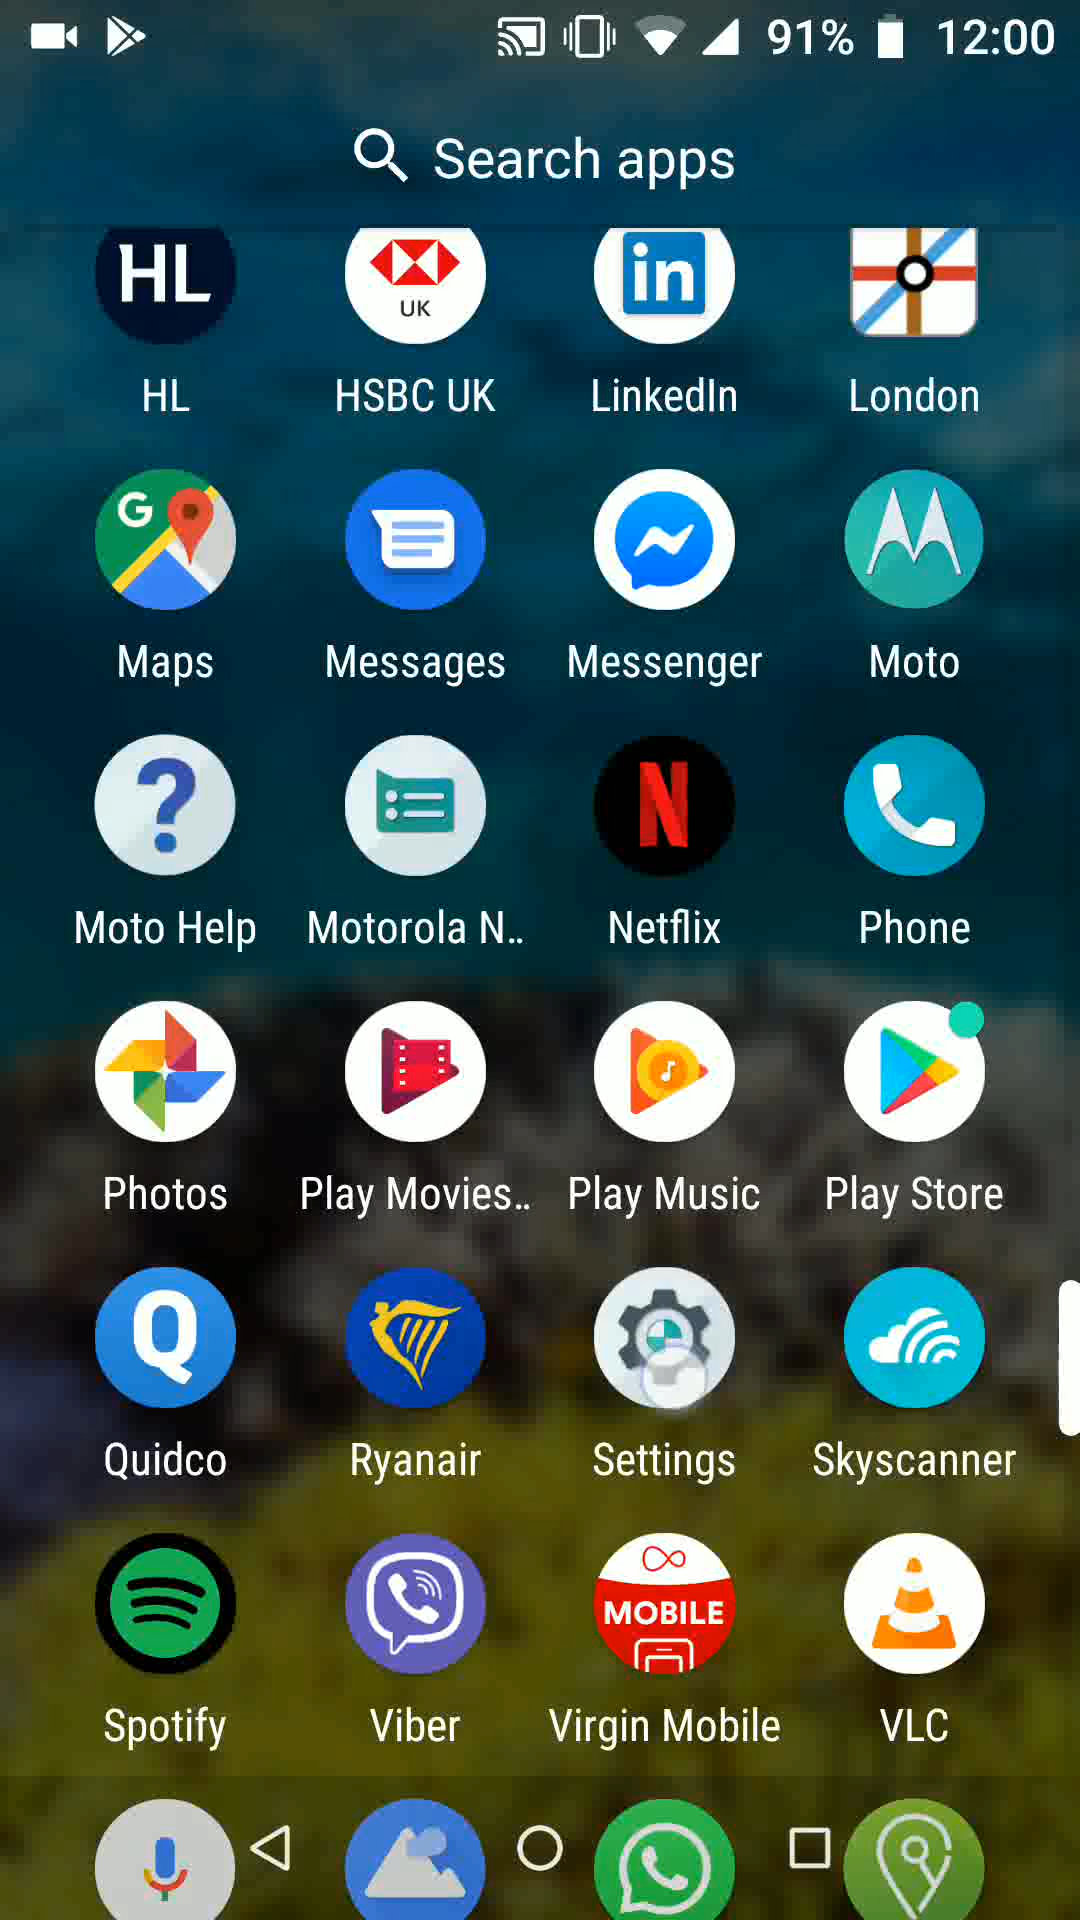 91% 12:00
Search apps
HL UK in
HL HSBC UK LinkedIn London
G
Maps Messages Messenger Moto
?
N
Moto Help Motorola N.. Netflix Phone
Photos Play Movies.. Play Music Play Store
Q
Quidco Ryanair Settings Skyscanner
MOBILE
Spotify Viber Virgin Mobile VLC